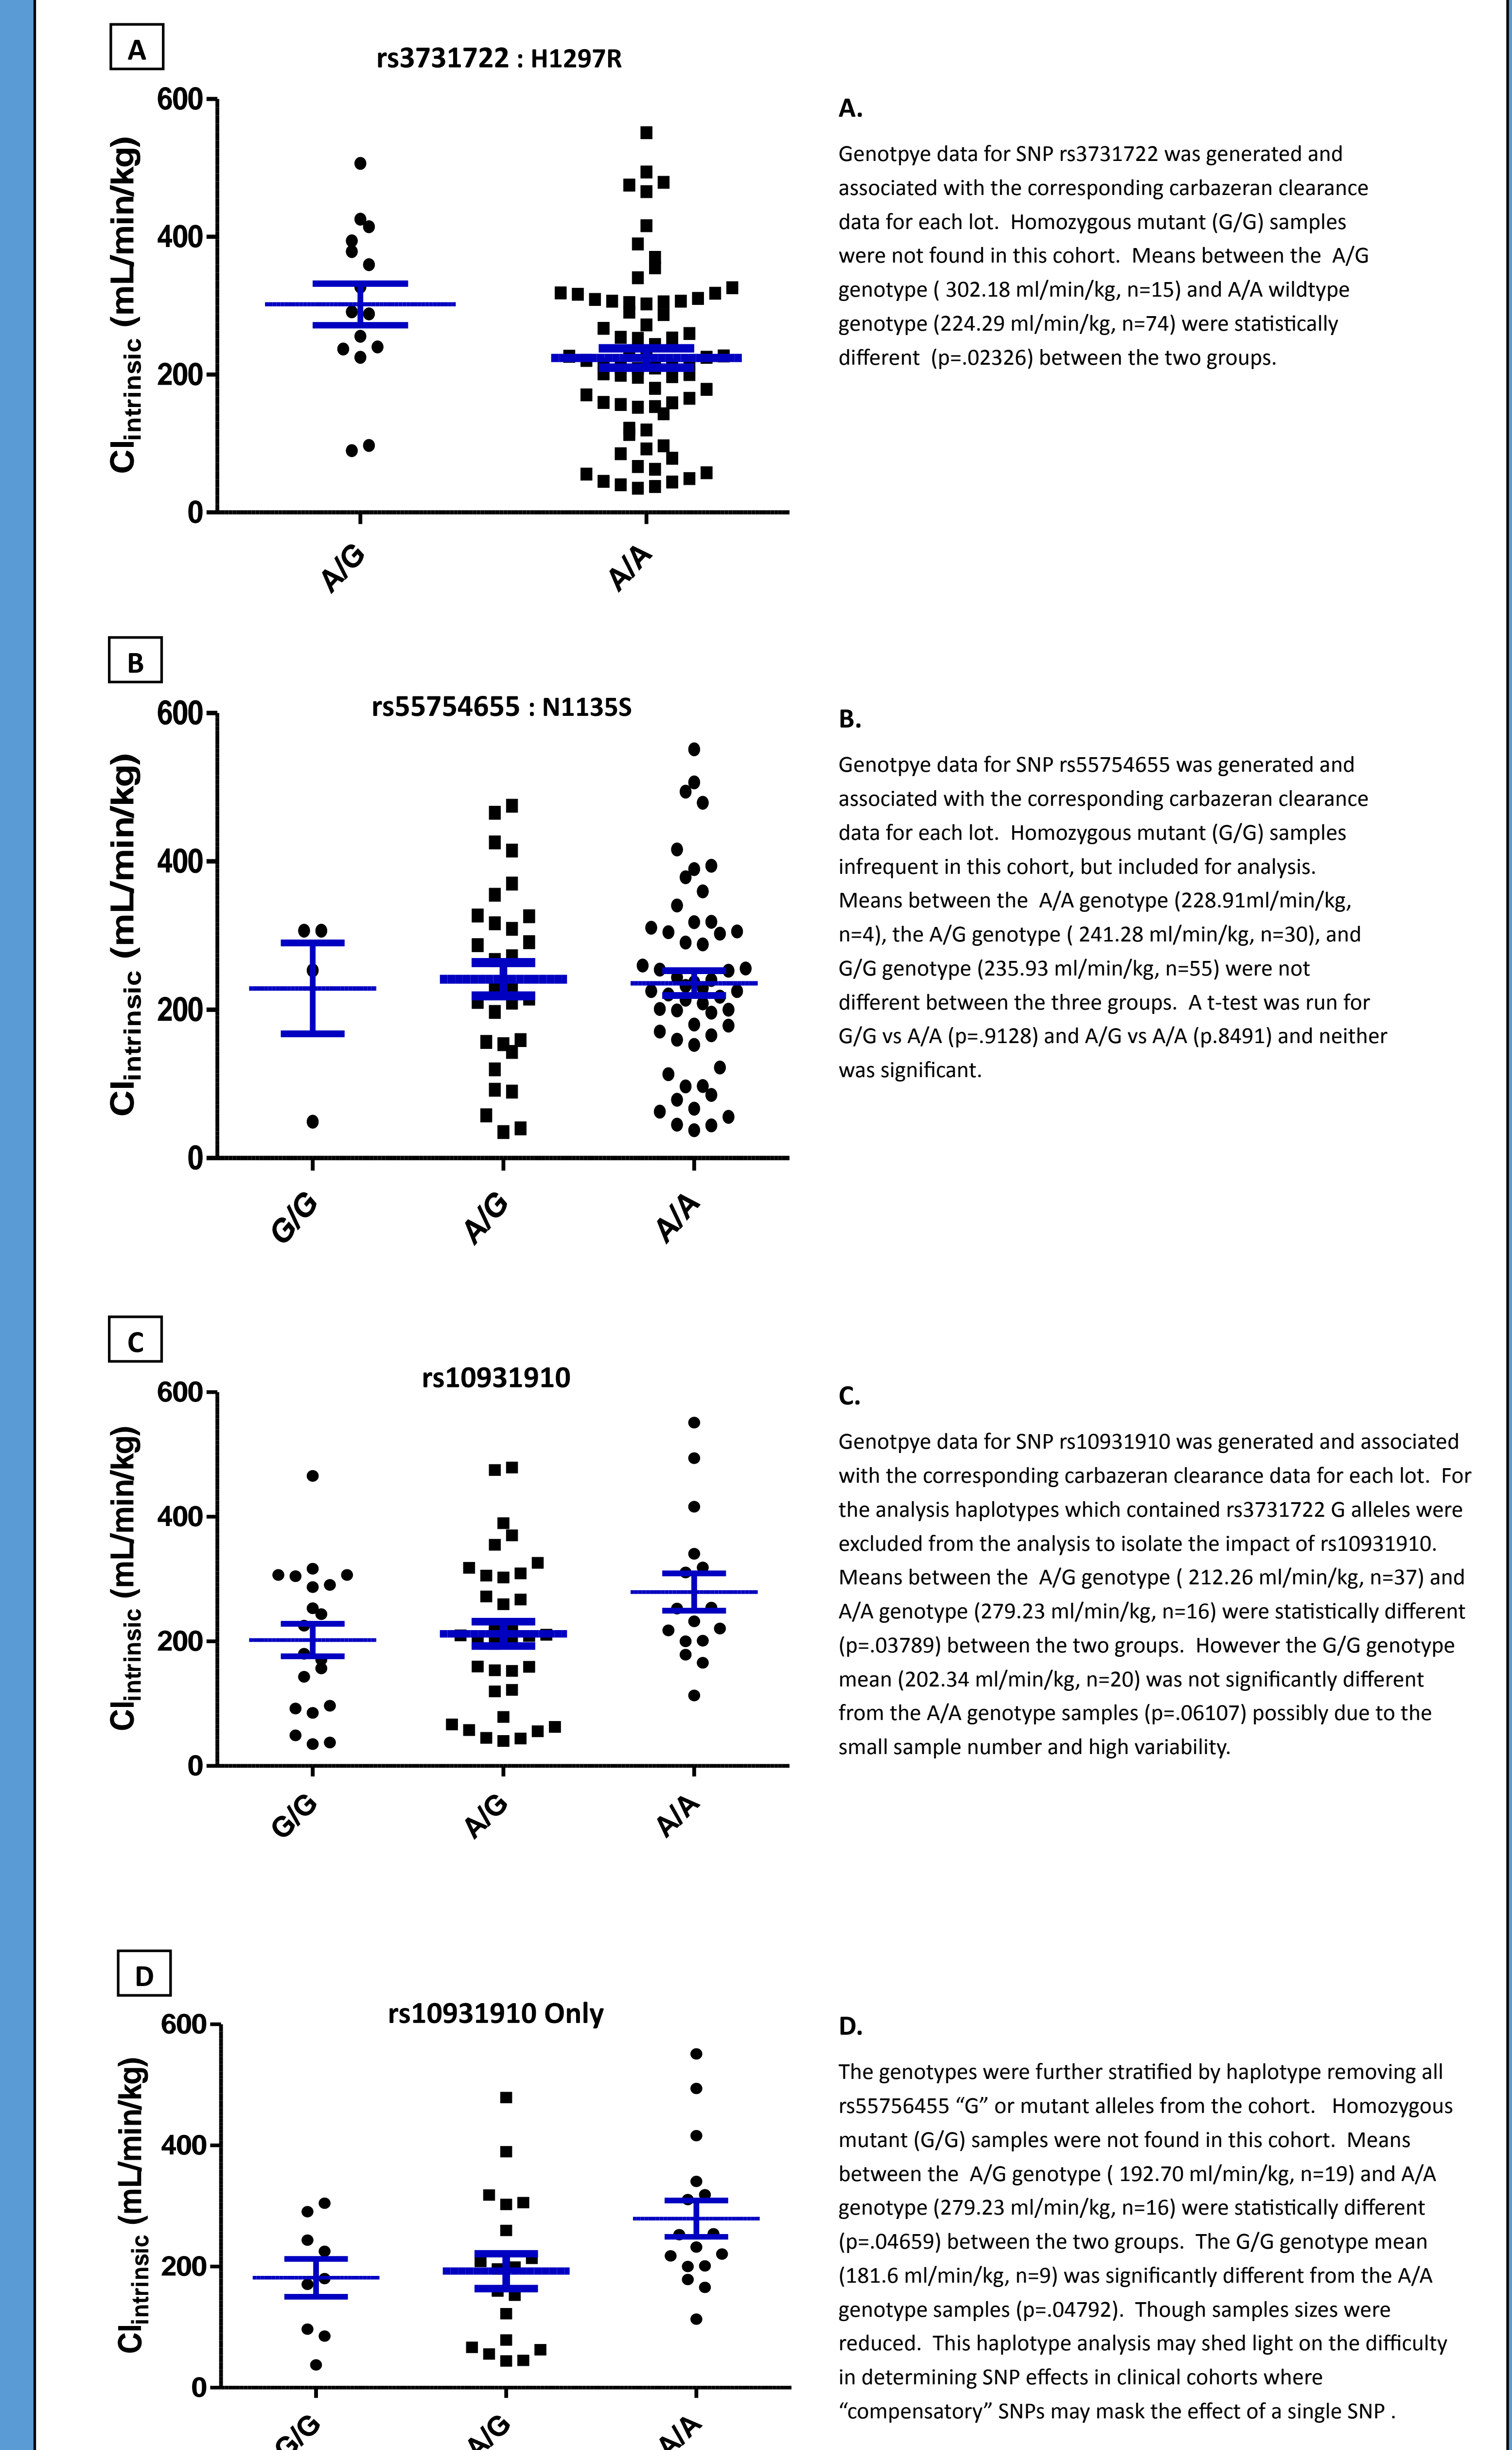 A
rs3731722 : H1297R
600
400
200
0
Clintrinsic (mL/min/kg)
A/G
A/A
A.
Genotpye data for SNP rs3731722 was generated and
associated with the corresponding carbazeran clearance
data for each lot.  Homozygous mutant (G/G) samples
were not found in this cohort.  Means between the  A/G
genotype ( 302.18 ml/min/kg, n=15) and A/A wildtype
genotype (224.29 ml/min/kg, n=74) were statistically
different  (p=.02326) between the two groups.
B
rs55754655 : N1135S
600
400
200
0
Clintrinsic (mL/min/kg)
G/G
A/G
A/A
B.
Genotpye data for SNP rs55754655 was generated and
associated with the corresponding carbazeran clearance
data for each lot.  Homozygous mutant (G/G) samples
infrequent in this cohort, but included for analysis.
Means between the  A/A genotype (228.91ml/min/kg,
n=4), the A/G genotype ( 241.28 ml/min/kg, n=30), and
G/G genotype (235.93 ml/min/kg, n=55) were not
different between the three groups.  A t-test was run for
G/G vs A/A (p=.9128) and A/G vs A/A (p.8491) and neither
was significant.
C
rs10931910
600
400
200
0
Clintrinsic (mL/min/kg)
G/G
A/G
A/A
C.
Genotpye data for SNP rs10931910 was generated and associated
with the corresponding carbazeran clearance data for each lot.  For
the analysis haplotypes which contained rs3731722 G alleles were
excluded from the analysis to isolate the impact of rs10931910.
Means between the  A/G genotype ( 212.26 ml/min/kg, n=37) and
A/A genotype (279.23 ml/min/kg, n=16) were statistically different
(p=.03789) between the two groups.  However the G/G genotype
mean (202.34 ml/min/kg, n=20) was not significantly different
from the A/A genotype samples (p=.06107) possibly due to the
small sample number and high variability.
D
rs10931910 Only
600
400
200
0
Clintrinsic (mL/min/kg)
G/G
A/G
A/A
D.
The genotypes were further stratified by haplotype removing all
rs55756455 “G” or mutant alleles from the cohort.   Homozygous
mutant (G/G) samples were not found in this cohort.  Means
between the  A/G genotype ( 192.70 ml/min/kg, n=19) and A/A
genotype (279.23 ml/min/kg, n=16) were statistically different
(p=.04659) between the two groups.  The G/G genotype mean
(181.6 ml/min/kg, n=9) was significantly different from the A/A
genotype samples (p=.04792).  Though samples sizes were
reduced.  This haplotype analysis may shed light on the difficulty
in determining SNP effects in clinical cohorts where
“compensatory” SNPs may mask the effect of a single SNP .